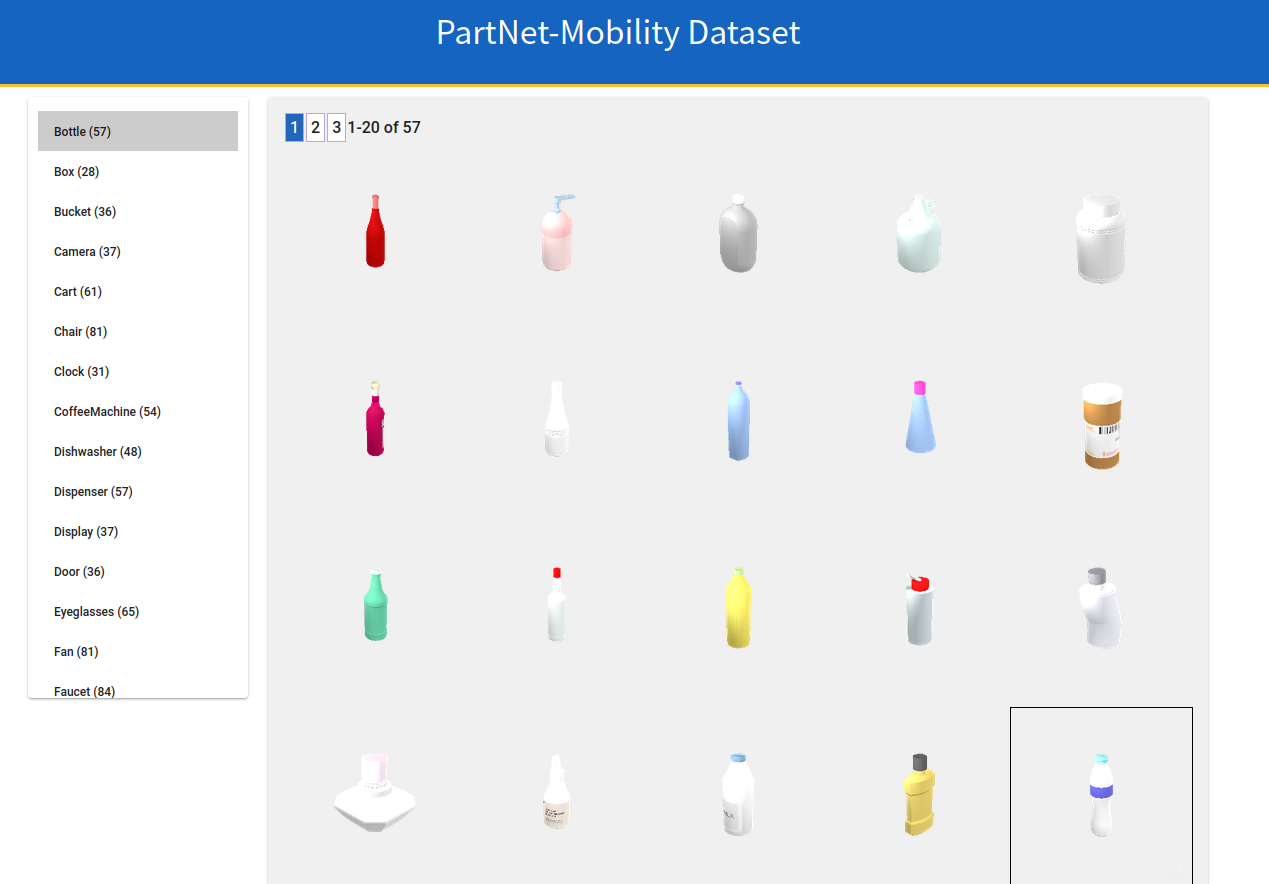 PartNet-Mobility Dataset
Bottle (57)
Box (28)
Bucket (36)
Camera (37)
Cart (61)
Chair (81)
Clock (31)
CoffeeMachine (54)
Dishwasher (48)
Dispenser (57)
Display (37)
Door (36)
Eyeglasses (65)
Fan (81)
Faucet (84)
1 2 3 1-20 of 57